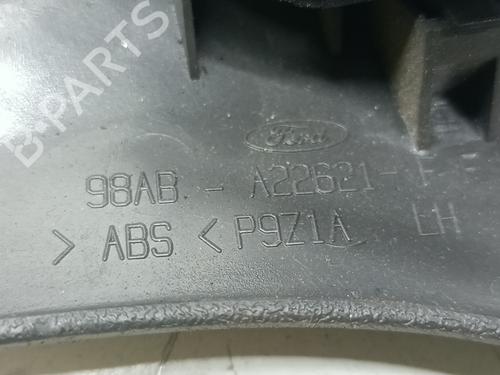 B-PARTS
Ford
98AB - A22621-
> ABS < P9Z1A LH